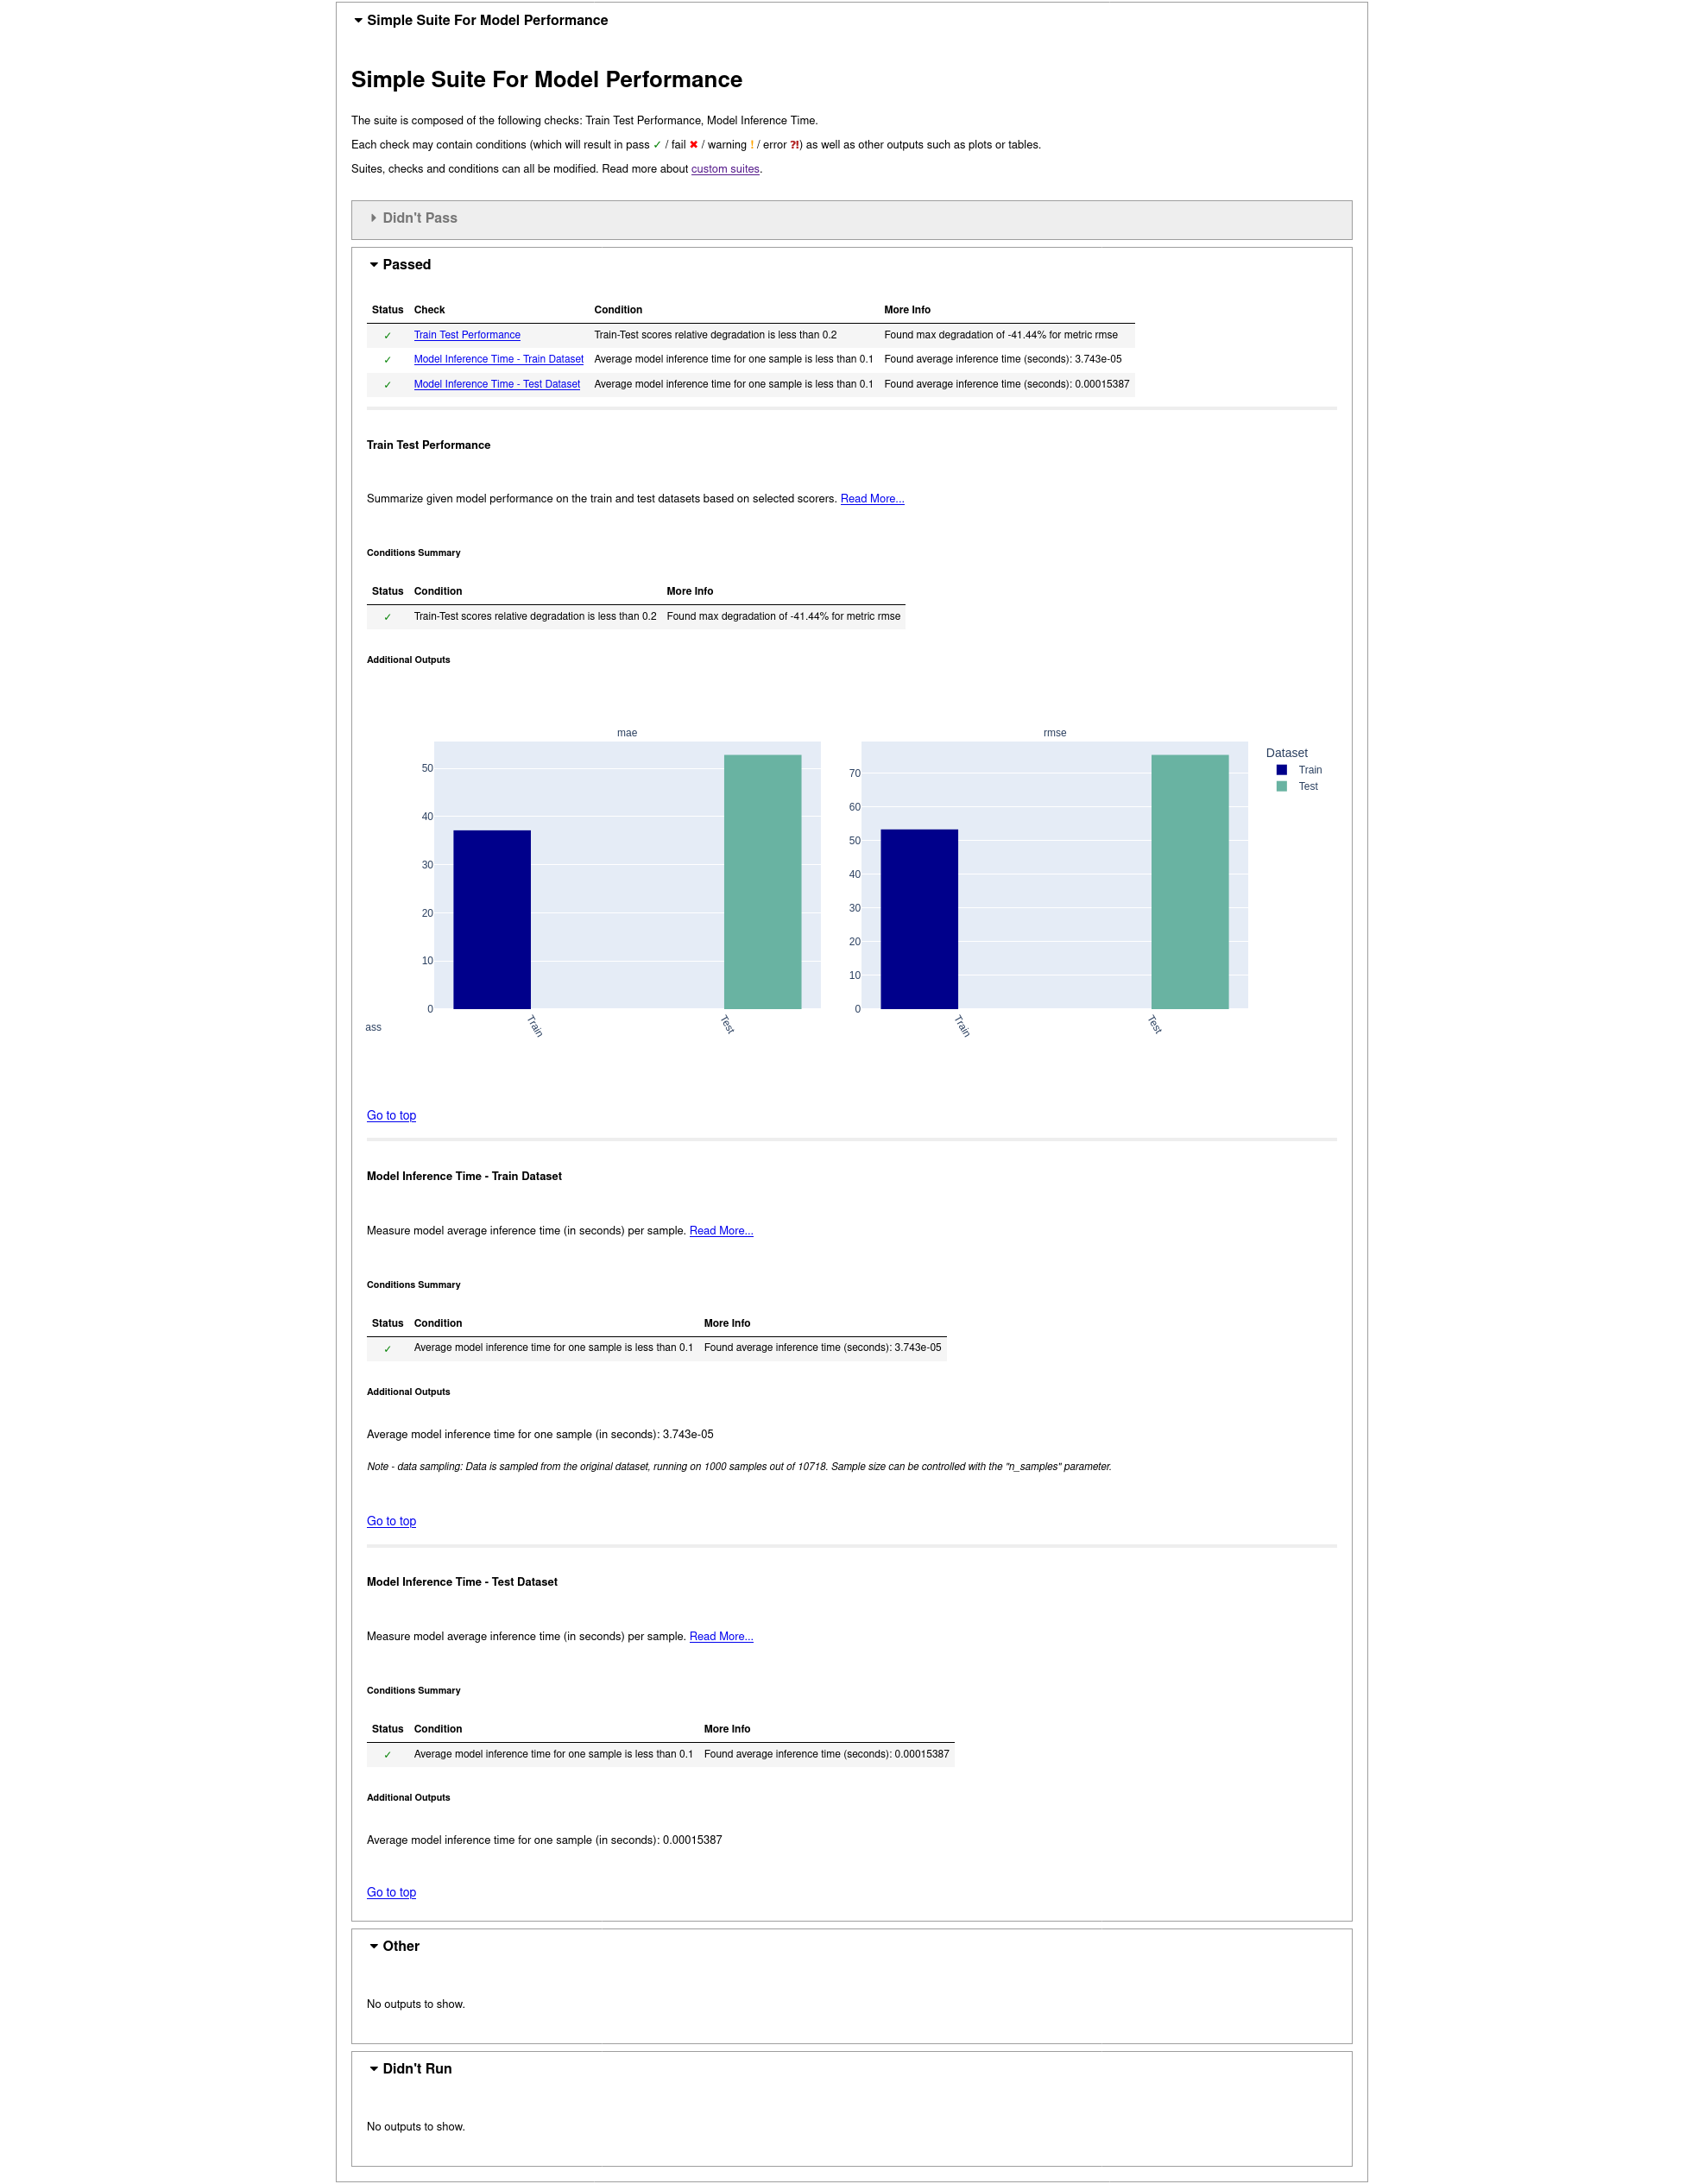 Simple Suite For Model Performance
Simple Suite For Model Performance
The suite is composed of the following checks: Train Test Performance, Model Inference Time.
Each check may contain conditions (which will result in pass ✓ / fail ✖ / warning ! / error ⁈) as well as other outputs such as plots or tables.
Suites, checks and conditions can all be modified. Read more about custom suites.
Didn't Pass
Passed
Status Check Condition More Info
✓ Train Test Performance Train-Test scores relative degradation is less than 0.2 Found max degradation of -41.44% for metric rmse
✓ Model Inference Time - Train Dataset Average model inference time for one sample is less than 0.1 Found average inference time (seconds): 3.743e-05
✓ Model Inference Time - Test Dataset Average model inference time for one sample is less than 0.1 Found average inference time (seconds): 0.00015387
Train Test Performance
Summarize given model performance on the train and test datasets based on selected scorers. Read More...
Conditions Summary
Status Condition More Info
✓ Train-Test scores relative degradation is less than 0.2 Found max degradation of -41.44% for metric rmse
Additional Outputs
mae
50
40
30
20
10
0
Train
Test
ass
rmse
70
60
50
40
30
20
10
0
Train
Test
Dataset
Train
Test
Go to top
Model Inference Time - Train Dataset
Measure model average inference time (in seconds) per sample. Read More...
Conditions Summary
Status Condition More Info
✓ Average model inference time for one sample is less than 0.1 Found average inference time (seconds): 3.743e-05
Additional Outputs
Average model inference time for one sample (in seconds): 3.743e-05
Note - data sampling: Data is sampled from the original dataset, running on 1000 samples out of 10718. Sample size can be controlled with the "n_samples" parameter.
Go to top
Model Inference Time - Test Dataset
Measure model average inference time (in seconds) per sample. Read More...
Conditions Summary
Status Condition More Info
✓ Average model inference time for one sample is less than 0.1 Found average inference time (seconds): 0.00015387
Additional Outputs
Average model inference time for one sample (in seconds): 0.00015387
Go to top
Other
No outputs to show.
Didn't Run
No outputs to show.